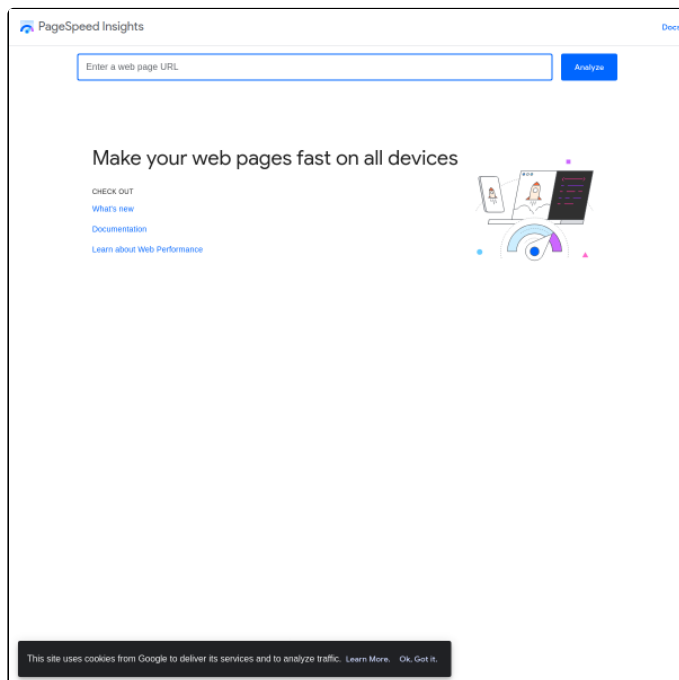 PageSpeed Insights
Enter a web page URL
Analyze
Make your web pages fast on all devices
CHECK OUT
What's new
Documentation
Learn about Web Performance
This site uses cookies from Google to deliver its services and to analyze traffic. Learn More. Ok, Got it.